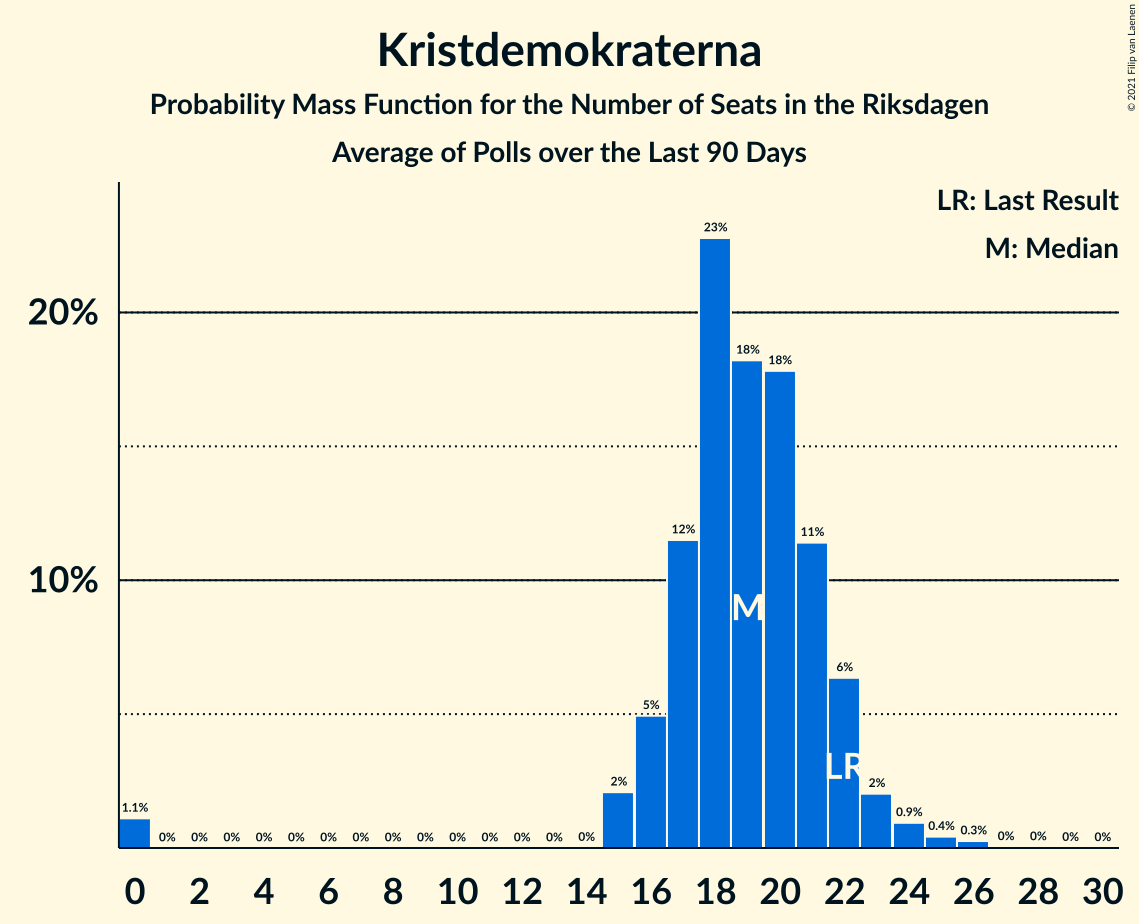 Kristdemokraterna
Probability Mass Function for the Number of Seats in the Riksdagen
Average of Polls over the Last 90 Days
© 2021 Filip van Laenen
LR: Last Result
M: Median
20%
10%
1.1% 0% 0% 0% 0% 0% 0% 0% 0% 0% 0% 0% 0% 0% 0% 2% 5% 12% 23% 18% 18% 11% 6% 2% 0.9% 0.4% 0.3% 0% 0% 0% 0%
M
LR
0 2 4 6 8 10 12 14 16 18 20 22 24 26 28 30